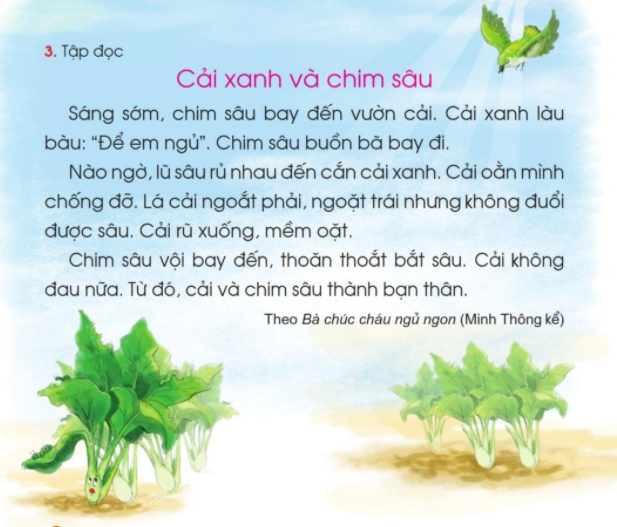 3. Tập đọc
Cải xanh và chim sâu
Sáng sớm, chim sâu bay đến vườn cải. Cải xanh làu
bàu: “Để em ngủ”. Chim sâu buồn bã bay đi.
Nào ngờ, lũ sâu rủ nhau đến cắn cải xanh. Cải oằn mình
chống đỡ. Lá cải ngoắt phải, ngoặt trái nhưng không đuổi
được sâu. Cải rũ xuống, mềm oặt.
Chim sâu vội bay đến, thoăn thoắt bắt sâu. Cải không
đau nữa. Từ đó, cải và chim sâu thành bạn thân.
Theo Bà chúc cháu ngủ ngon (Minh Thông kể)